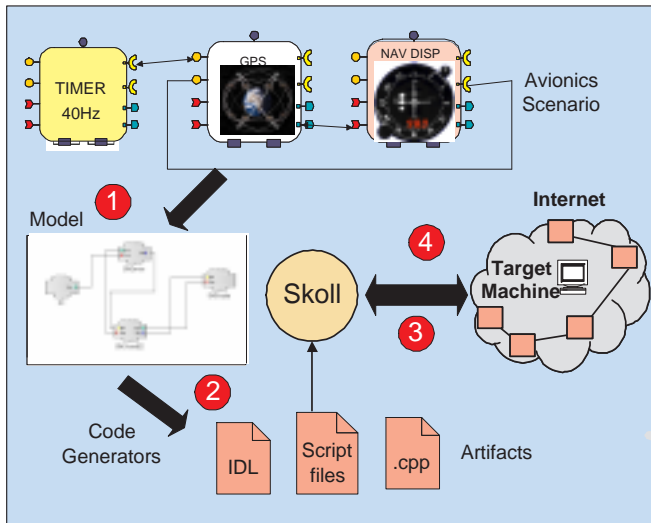 TIMER
40Hz
GPS
NAV DISP
Avionics
Scenario
1
Model
Internet
4
Target
Machine
Skoll
3
2
Code
Generators
IDL
Script
files
.cpp
Artifacts